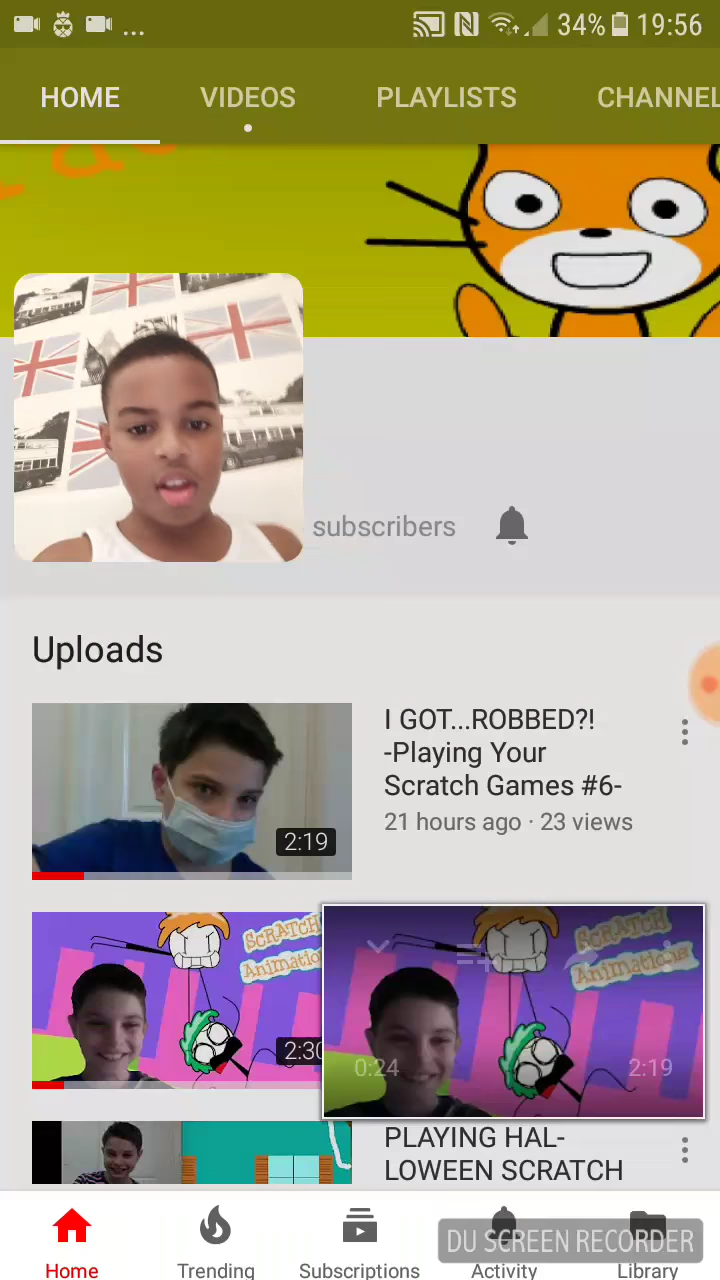 ... 34% 19:56
HOME VIDEOS PLAYLISTS CHANNEL
subscribers
Uploads
I GOT...ROBBED?!
-Playing Your
Scratch Games #6-
21 hours ago · 23 views
2:19
SCRATCH
Animations
2:30
SCRATCH
Animations
0:24 2:19
PLAYING HAL-
LOWEEN SCRATCH
DU SCREEN RECORDER
Home Trending Subscriptions Activity Library